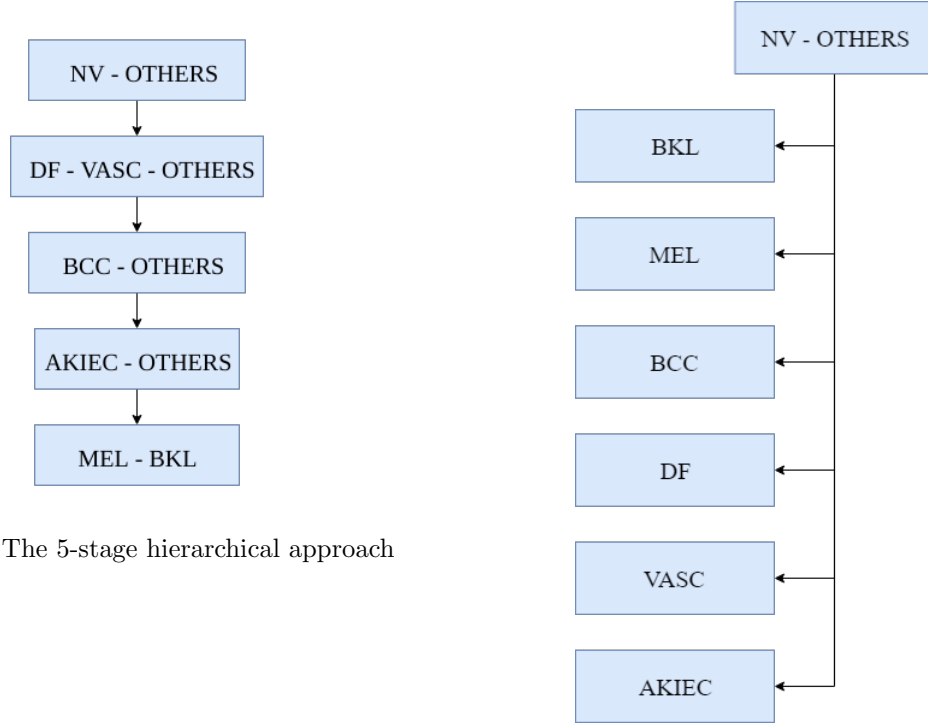 NV - OTHERS
DF - VASC - OTHERS
BCC - OTHERS
AKIEC - OTHERS
MEL - BKL
The 5-stage hierarchical approach
NV - OTHERS
BKL
MEL
BCC
DF
VASC
AKIEC